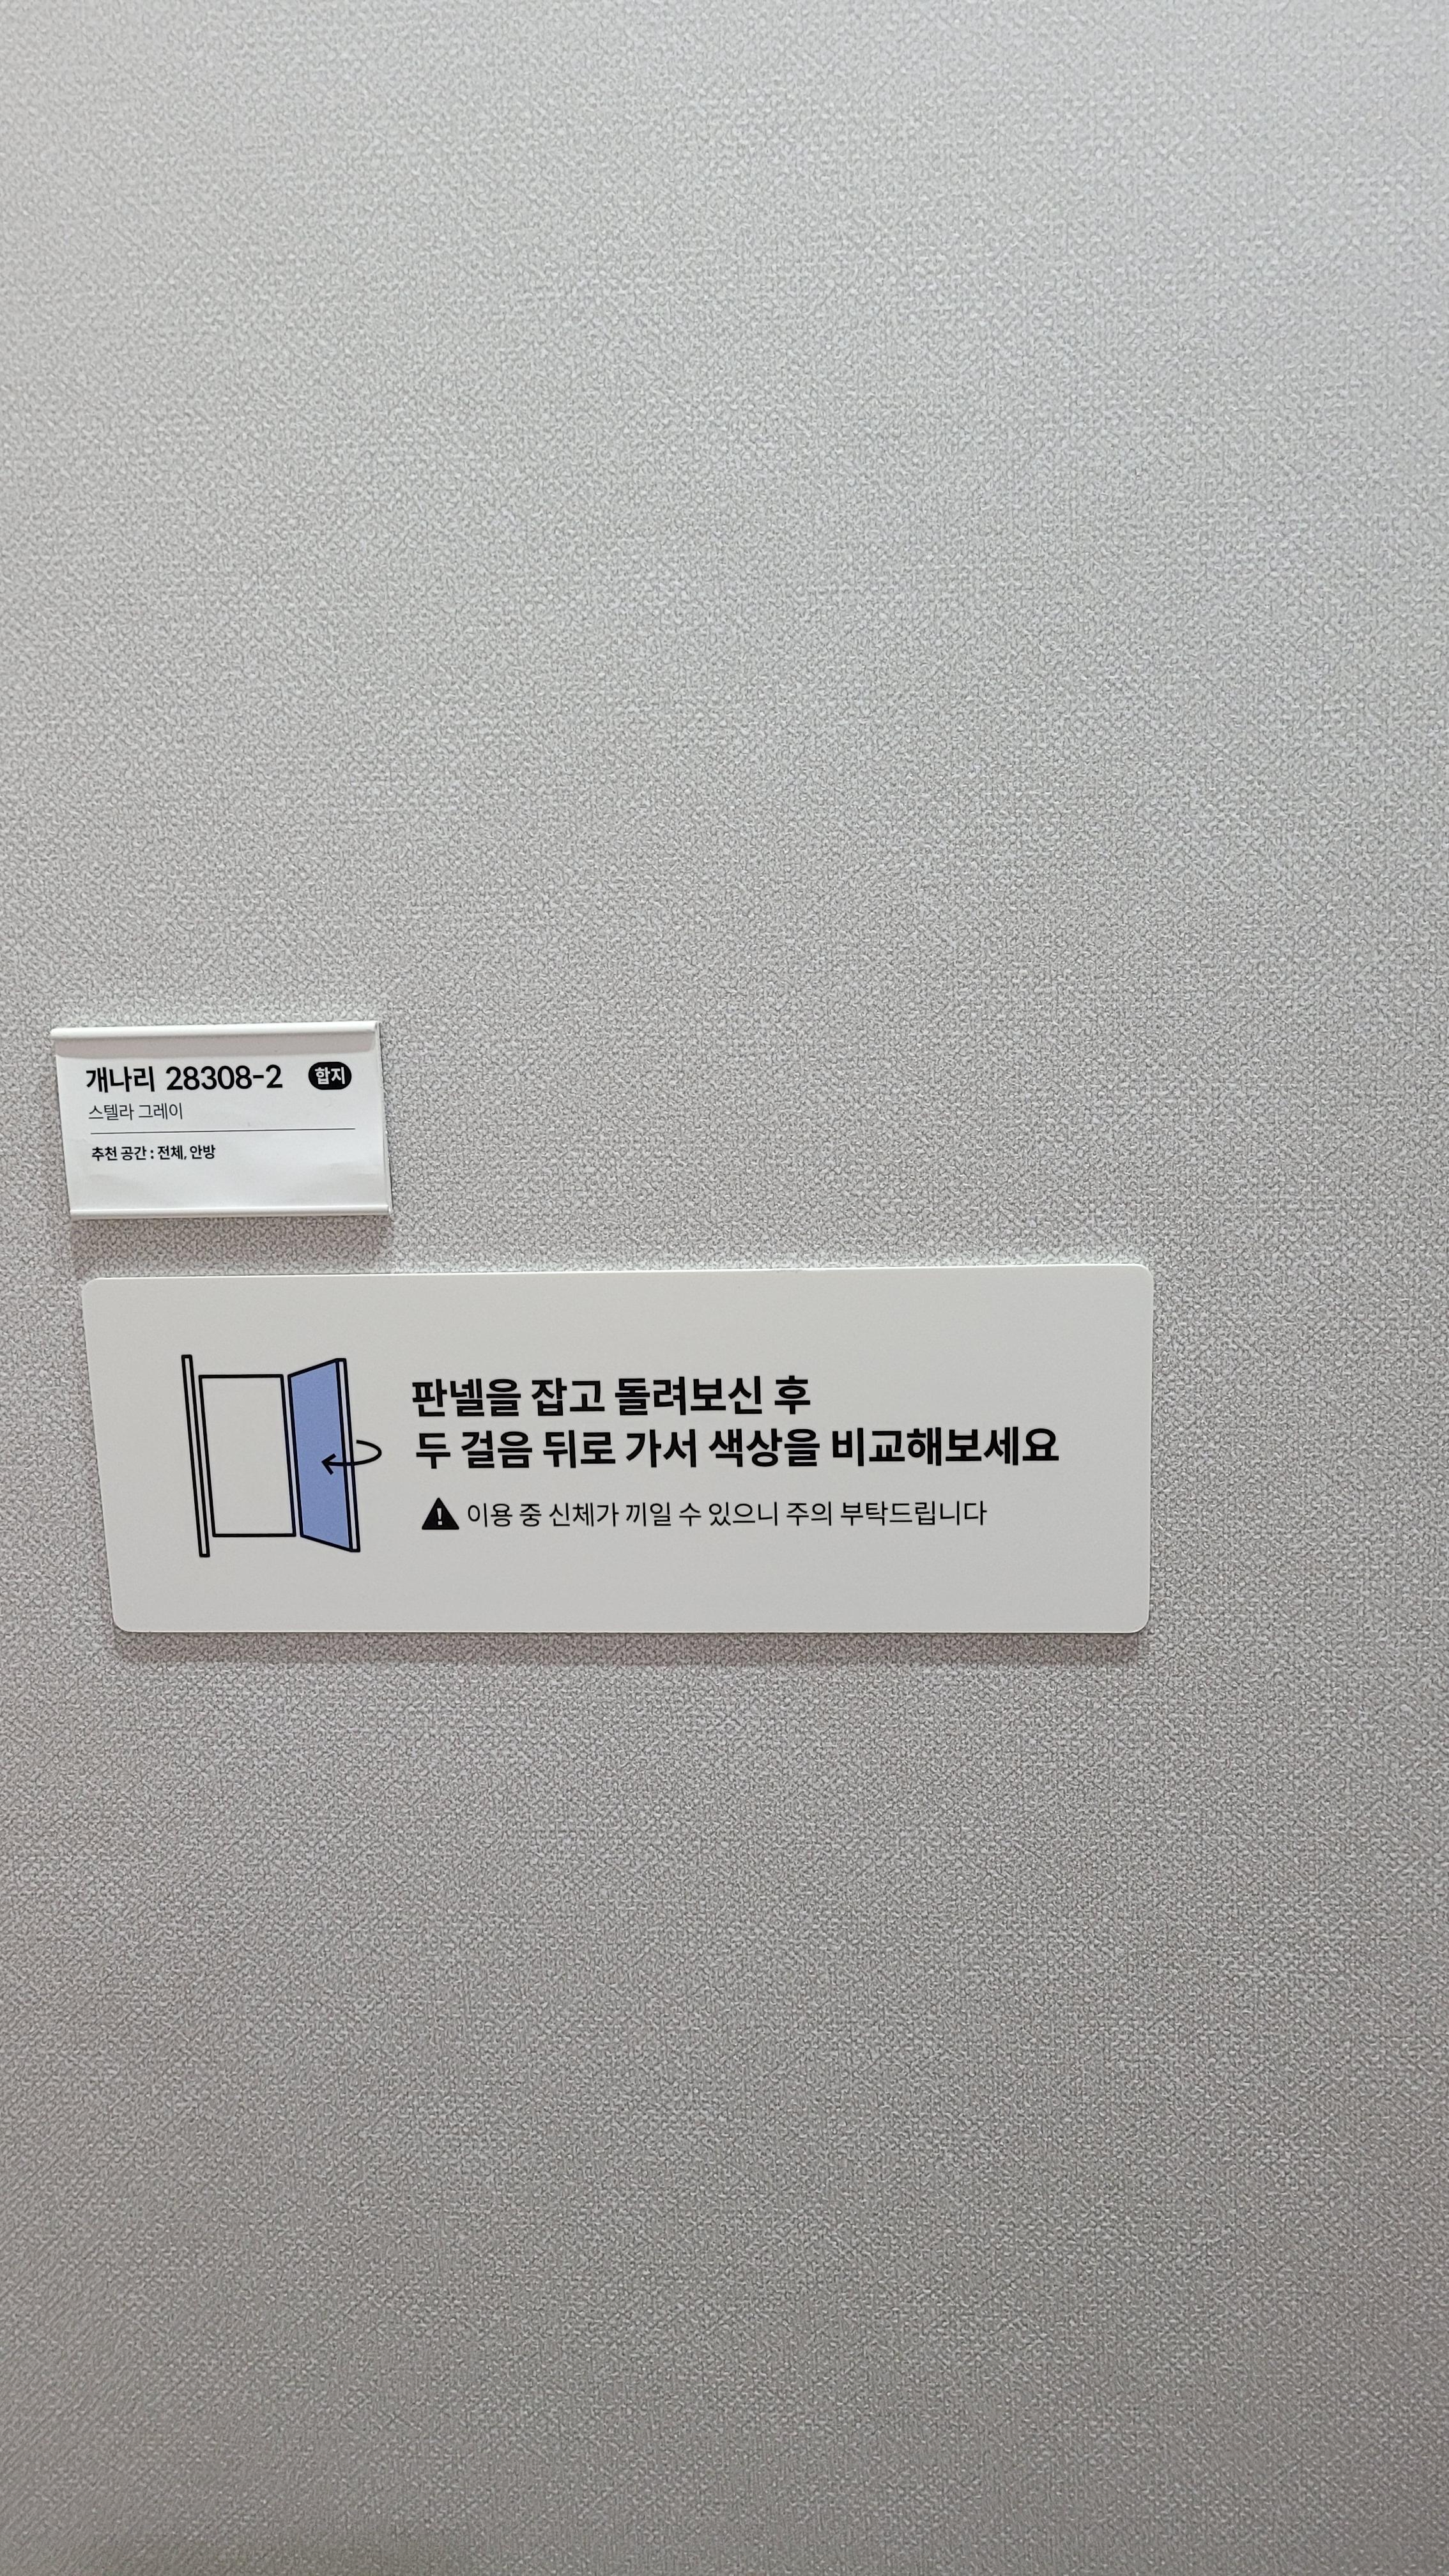 개나리 28308-2 합지
스텔라 그레이
추천 공간 : 전체, 안방
판넬을 잡고 돌려보신 후
두 걸음 뒤로 가서 색상을 비교해보세요
이용 중 신체가 끼일 수 있으니 주의 부탁드립니다